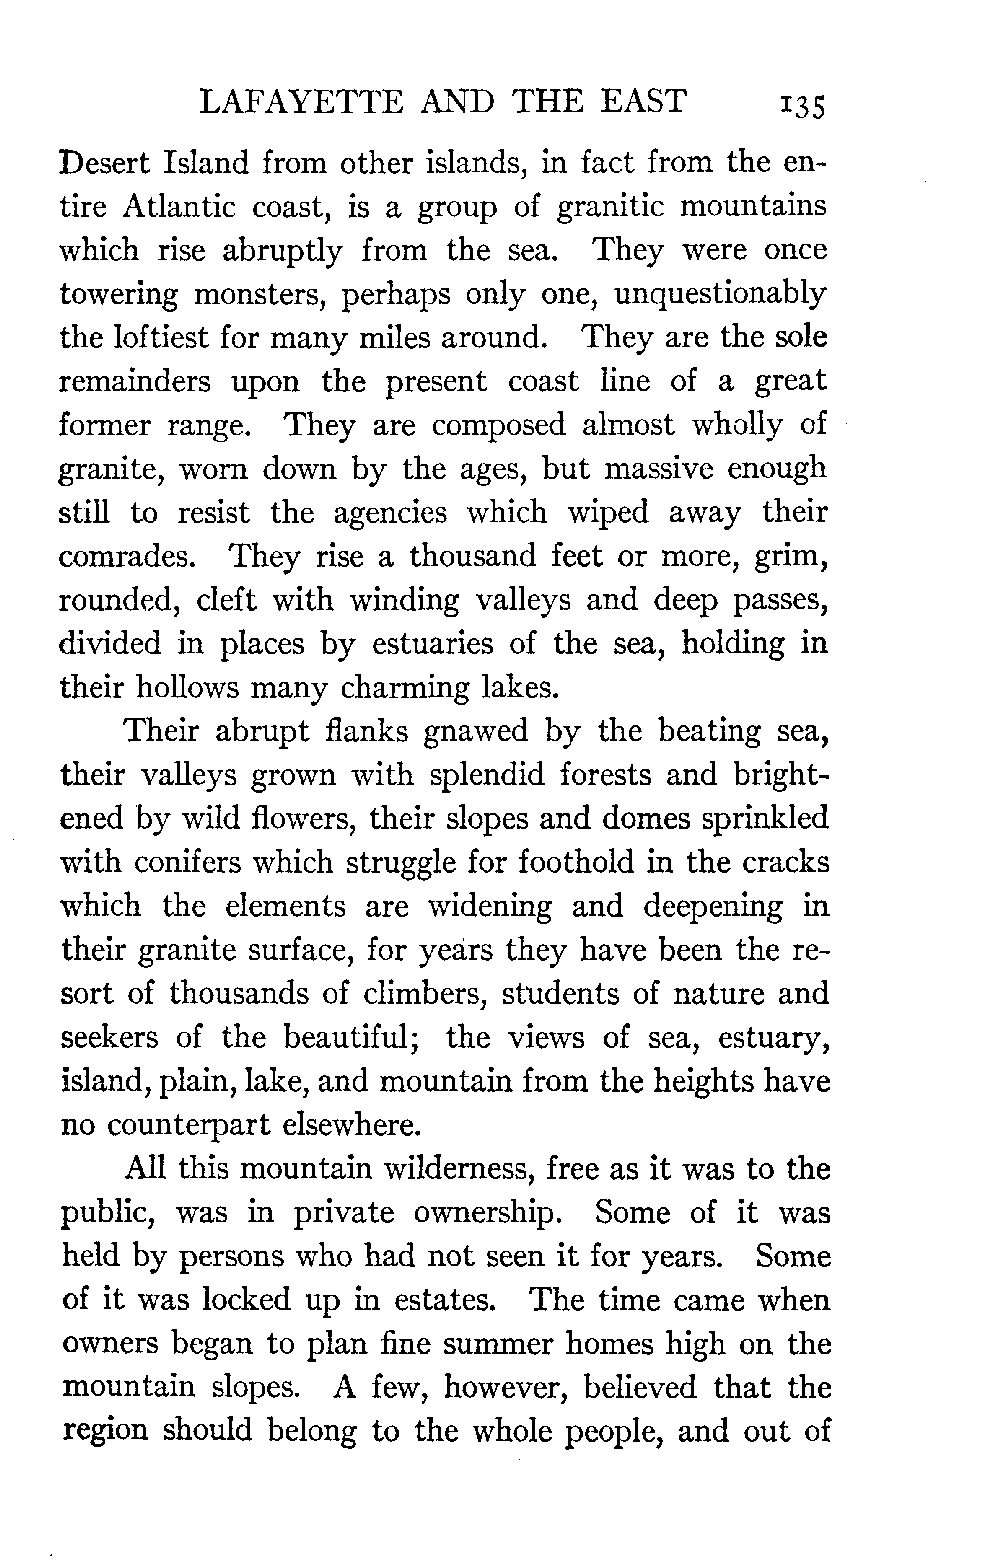 LAFAYETTE AND THE EAST 135
Desert Island from other islands, in fact from the en-
tire Atlantic coast, is a group of granitic mountains
which rise abruptly from the sea. They were once
towering monsters, perhaps only one, unquestionably
the loftiest for many miles around. They are the sole
remainders upon the present coast line of a great
former range. They are composed almost wholly of
granite, worn down by the ages, but massive enough
still to resist the agencies which wiped away their
comrades. They rise a thousand feet or more, grim,
rounded, cleft with winding valleys and deep passes,
divided in places by estuaries of the sea, holding in
their hollows many charming lakes.
Their abrupt flanks gnawed by the beating sea,
their valleys grown with splendid forests and bright-
ened by wild flowers, their slopes and domes sprinkled
with conifers which struggle for foothold in the cracks
which the elements are widening and deepening in
their granite surface, for years they have been the re-
sort of thousands of climbers, students of nature and
seekers of the beautiful; the views of sea, estuary,
island, plain, lake, and mountain from the heights have
no counterpart elsewhere.
All this mountain wilderness, free as it was to the
public, was in private ownership. Some of it was
held by persons who had not seen it for years. Some
of it was locked up in estates. The time came when
owners began to plan fine summer homes high on the
mountain slopes. A few, however, believed that the
region should belong to the whole people, and out of